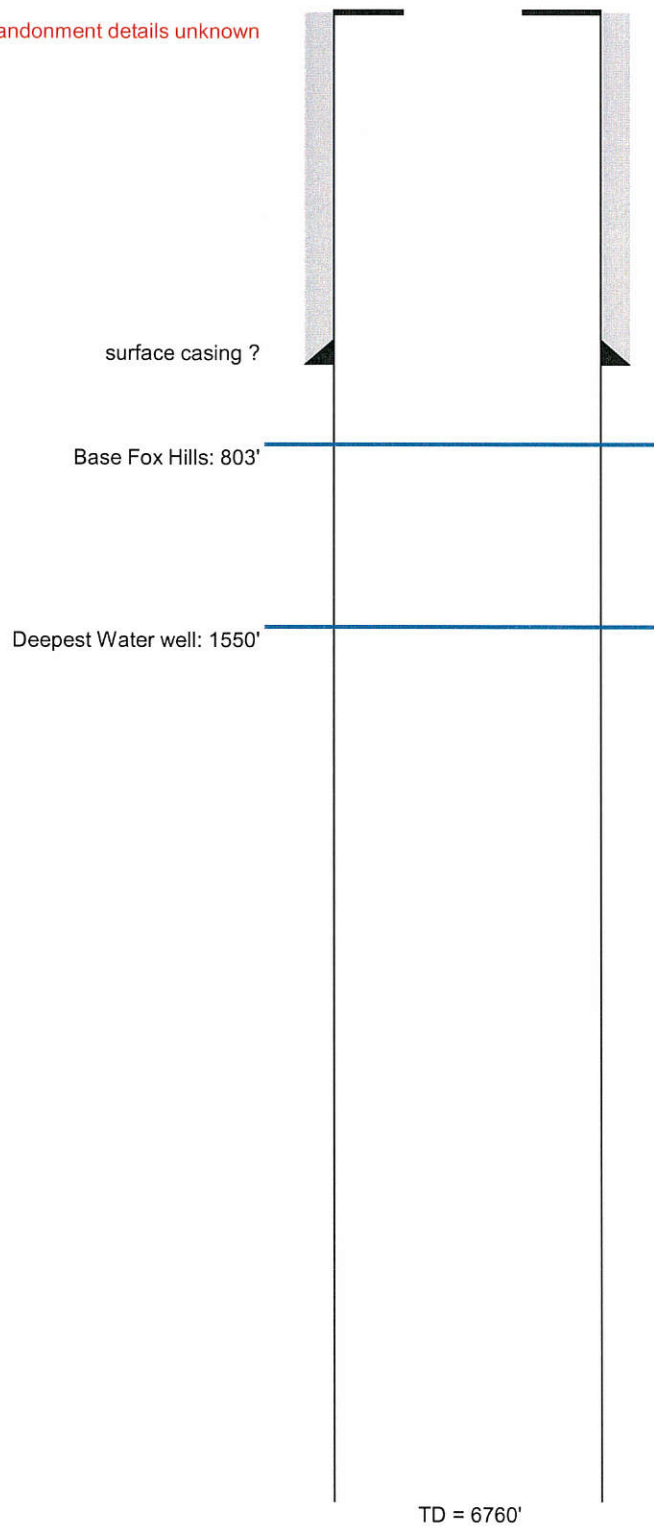 andonment details unknown
surface casing ?
Base Fox Hills: 803'
Deepest Water well: 1550'
TD = 6760'